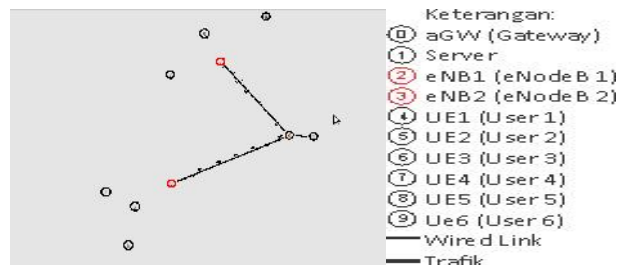 Keterangan:
0 aGW (Gateway)
1 Server
2 eNB1 (eNodeB 1)
3 eNB2 (eNodeB 2)
4 UE1 (User 1)
5 UE2 (User 2)
6 UE3 (User 3)
7 UE4 (User 4)
8 UE5 (User 5)
9 Ue6 (User 6)
Wired Link
Trafik